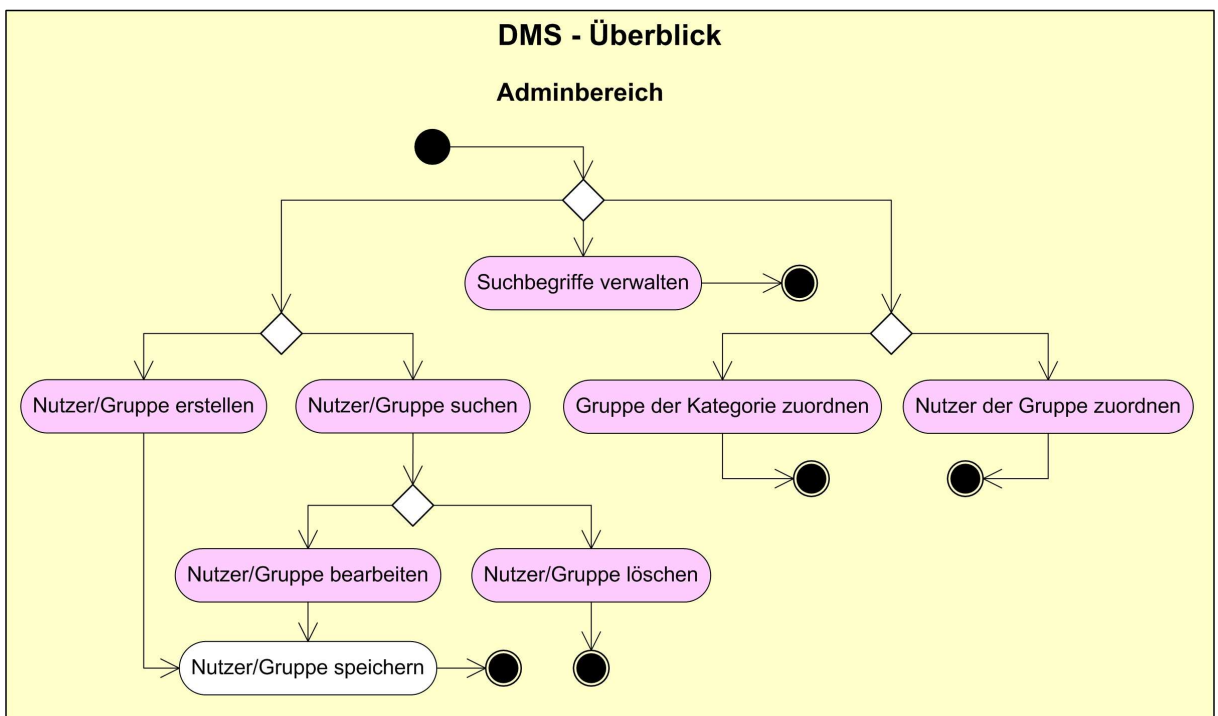 DMS - Überblick
Adminbereich
Suchbegriffe verwalten
Nutzer/Gruppe erstellen
Nutzer/Gruppe suchen
Gruppe der Kategorie zuordnen
Nutzer der Gruppe zuordnen
Nutzer/Gruppe bearbeiten
Nutzer/Gruppe löschen
Nutzer/Gruppe speichern